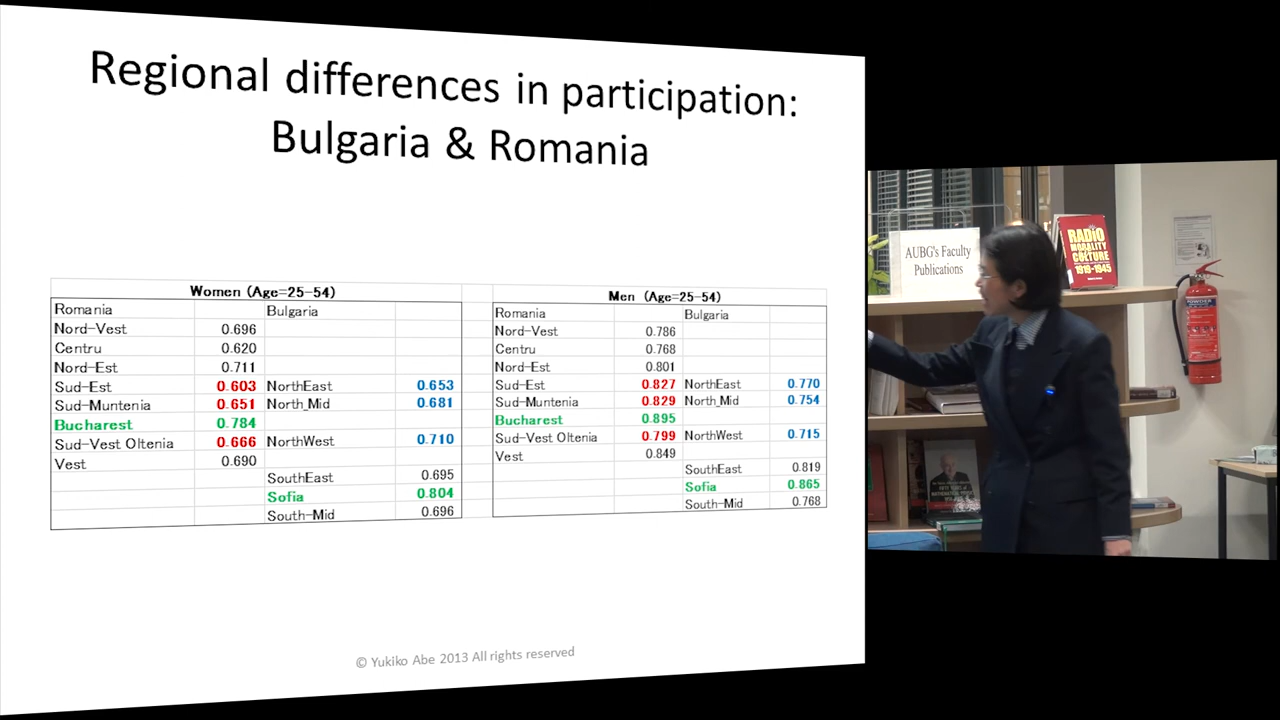 Regional differences in participation:
Bulgaria & Romania
Women (Age=25-54)
Romania Bulgaria
Nord-Vest 0.696
Centru 0.620
Nord-Est 0.711
Sud-Est 0.603 NorthEast 0.653
Sud-Muntenia 0.651 North_Mid 0.681
Bucharest 0.784
Sud-Vest Oltenia 0.666 NorthWest 0.710
Vest 0.690
SouthEast 0.695
Sofia 0.804
South-Mid 0.696
Men (Age=25-54)
Romania Bulgaria
Nord-Vest 0.786
Centru 0.768
Nord-Est 0.801
Sud-Est 0.827 NorthEast 0.770
Sud-Muntenia 0.829 North_Mid 0.754
Bucharest 0.895
Sud-Vest Oltenia 0.799 NorthWest 0.715
Vest 0.849
SouthEast 0.819
Sofia 0.865
South-Mid 0.768
© Yukiko Abe 2013 All rights reserved
AUBG's Faculty
Publications
RADIO
MORALITY
CULTURE
1919-1945
POWDER